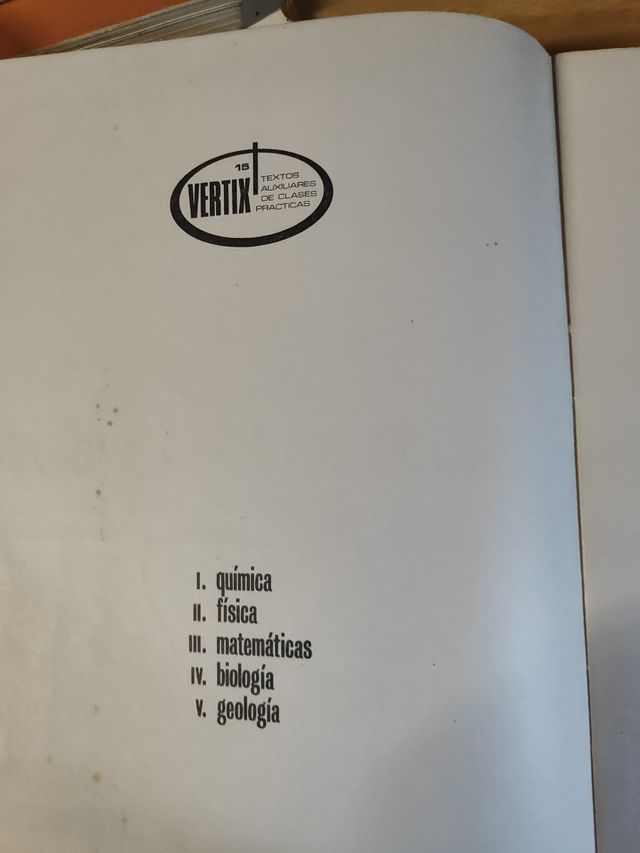 15
VERTIX
TEXTOS
AUXILIARES
DE CLASES
PRACTICAS
I. química
II. física
III. matemáticas
IV. biología
V. geología